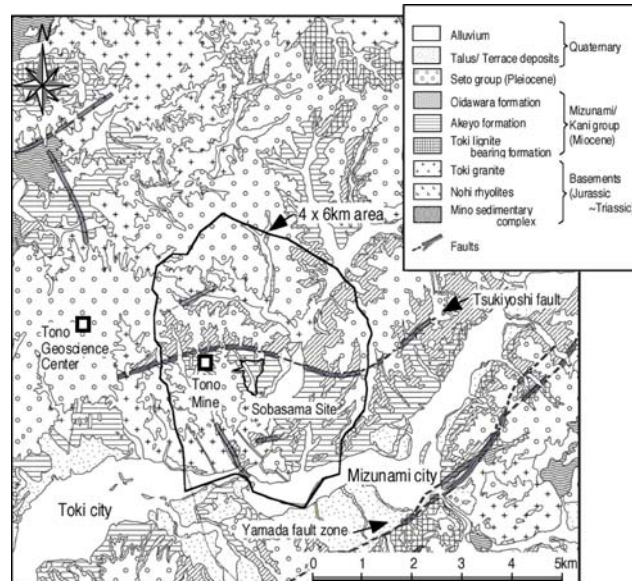 N
Alluvium
Talus/ Terrace deposits
Quaternary
Seto group (Pleiocene)
Oidawara formation
Akeyo formation
Toki lignite
bearing formation
Mizunami/
Kani group
(Miocene)
Toki granite
Nohi rhyolites
Mino sedimentary
complex
Basements
(Jurassic
~Triassic)
Faults
4 x 6km area
Tsukiyoshi fault
Tono
Geoscience
Center
Tono
Mine
Sobasama Site
Mizunami city
Toki city
Yamada fault zone
0 1 2 3 4 5km